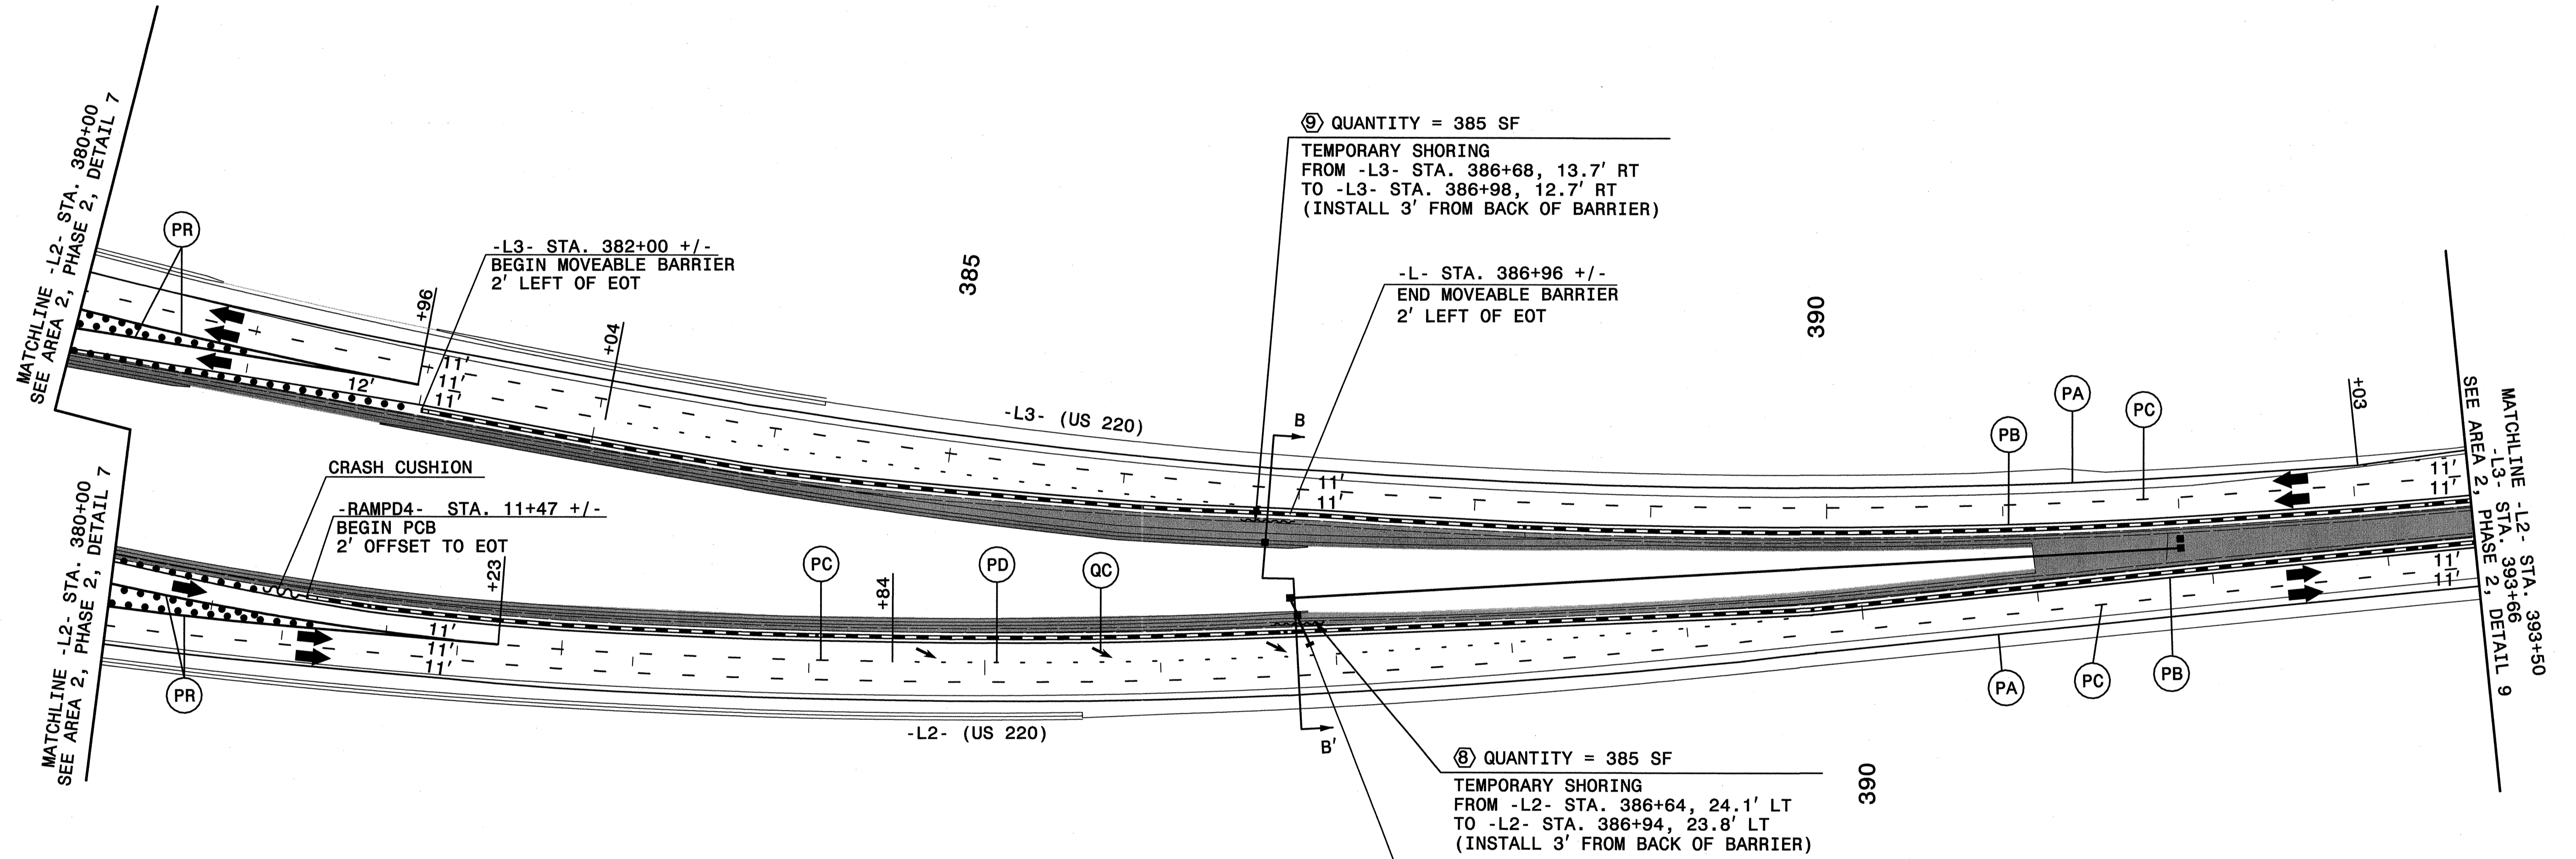 MATCHLINE -L2- STA. 380+00
SEE AREA 2, PHASE 2, DETAIL 7
PR
-L3- STA. 382+00 +/-
BEGIN MOVEABLE BARRIER
2' LEFT OF EOT
+96
+04
12'
11'
11'
11'
385
⑨ QUANTITY = 385 SF
TEMPORARY SHORING
FROM -L3- STA. 386+68, 13.7' RT
TO -L3- STA. 386+98, 12.7' RT
(INSTALL 3' FROM BACK OF BARRIER)
-L- STA. 386+96 +/-
END MOVEABLE BARRIER
2' LEFT OF EOT
-L3- (US 220)
B
11'
11'
390
PB
PA
PC
+03
11'
11'
MATCHLINE -L2- STA. 393+50
-L3- STA. 393+66
SEE AREA 2, PHASE 2, DETAIL 9
MATCHLINE -L2- STA. 380+00
SEE AREA 2, PHASE 2, DETAIL 7
CRASH CUSHION
-RAMPD4- STA. 11+47 +/-
BEGIN PCB
2' OFFSET TO EOT
+23
PR
11'
11'
11'
PC
+84
PD
QC
-L2- (US 220)
B'
11'
11'
PA
PC
PB
⑧ QUANTITY = 385 SF
TEMPORARY SHORING
FROM -L2- STA. 386+64, 24.1' LT
TO -L2- STA. 386+94, 23.8' LT
(INSTALL 3' FROM BACK OF BARRIER)
390